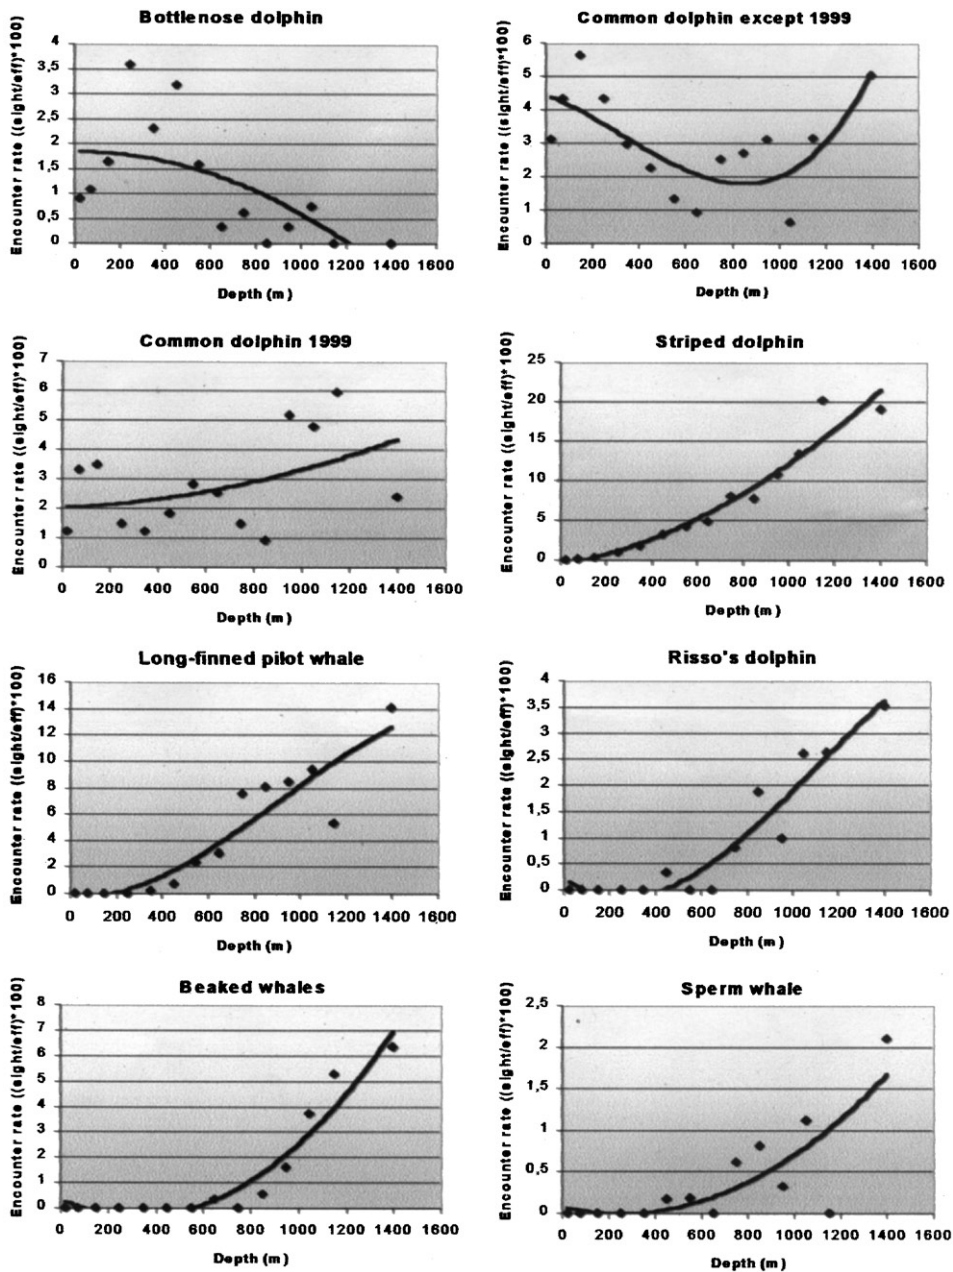 Bottlenose dolphin
Encounter rate ((sight/eff)*100)
4
3,5
3
2,5
2
1,5
1
0,5
0
0 200 400 600 800 1000 1200 1400 1600
Depth (m)
Common dolphin except 1999
Encounter rate ((sight/eff)*100)
6
5
4
3
2
1
0
0 200 400 600 800 1000 1200 1400 1600
Depth (m)
Common dolphin 1999
Encounter rate ((sight/eff)*100)
7
6
5
4
3
2
1
0
0 200 400 600 800 1000 1200 1400 1600
Depth (m)
Striped dolphin
Encounter rate ((sight/eff)*100)
25
20
15
10
5
0
0 200 400 600 800 1000 1200 1400 1600
Depth (m)
Long-finned pilot whale
Encounter rate ((sight/eff)*100)
16
14
12
10
8
6
4
2
0
0 200 400 600 800 1000 1200 1400 1600
Depth (m)
Risso's dolphin
Encounter rate ((sight/eff)*100)
4
3,5
3
2,5
2
1,5
1
0,5
0
0 200 400 600 800 1000 1200 1400 1600
Depth (m)
Beaked whales
Encounter rate ((sight/eff)*100)
8
7
6
5
4
3
2
1
0
0 200 400 600 800 1000 1200 1400 1600
Depth (m)
Sperm whale
Encounter rate ((sight/eff)*100)
2,5
2
1,5
1
0,5
0
0 200 400 600 800 1000 1200 1400 1600
Depth (m)